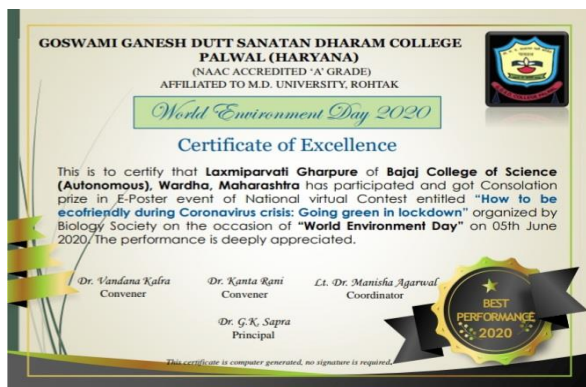 GOSWAMI GANESH DUTT SANATAN DHARAM COLLEGE
PALWAL (HARYANA)
(NAAC ACCREDITED 'A' GRADE)
AFFILIATED TO M.D. UNIVERSITY, ROHTAK
World Environment Day 2020
Certificate of Excellence
This is to certify that Laxmiparvati Gharpure of Bajaj College of Science
(Autonomous), Wardha, Maharashtra has participated and got Consolation
prize in E-Poster event of National virtual Contest entitled "How to be
ecofriendly during Coronavirus crisis: Going green in lockdown" organized by
Biology Society on the occasion of "World Environment Day" on 05th June
2020. The performance is deeply appreciated.
Dr. Vandana Kalra
Convener
Dr. Kanta Rani
Convener
Lt. Dr. Manisha Agarwal
Coordinator
Dr. G.K. Sapra
Principal
BEST
PERFORMANCE
2020
This certificate is computer generated, no signature is required.